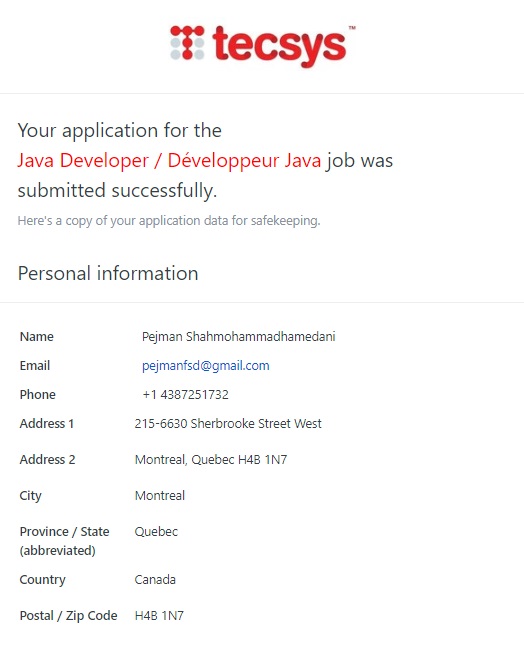 tecsys™
Your application for the
Java Developer / Développeur Java job was
submitted successfully.
Here's a copy of your application data for safekeeping.
Personal information
Name Pejman Shahmohammadhamedani
Email pejmanfsd@gmail.com
Phone +1 4387251732
Address 1 215-6630 Sherbrooke Street West
Address 2 Montreal, Quebec H4B 1N7
City Montreal
Province / State Quebec
(abbreviated)
Country Canada
Postal / Zip Code H4B 1N7